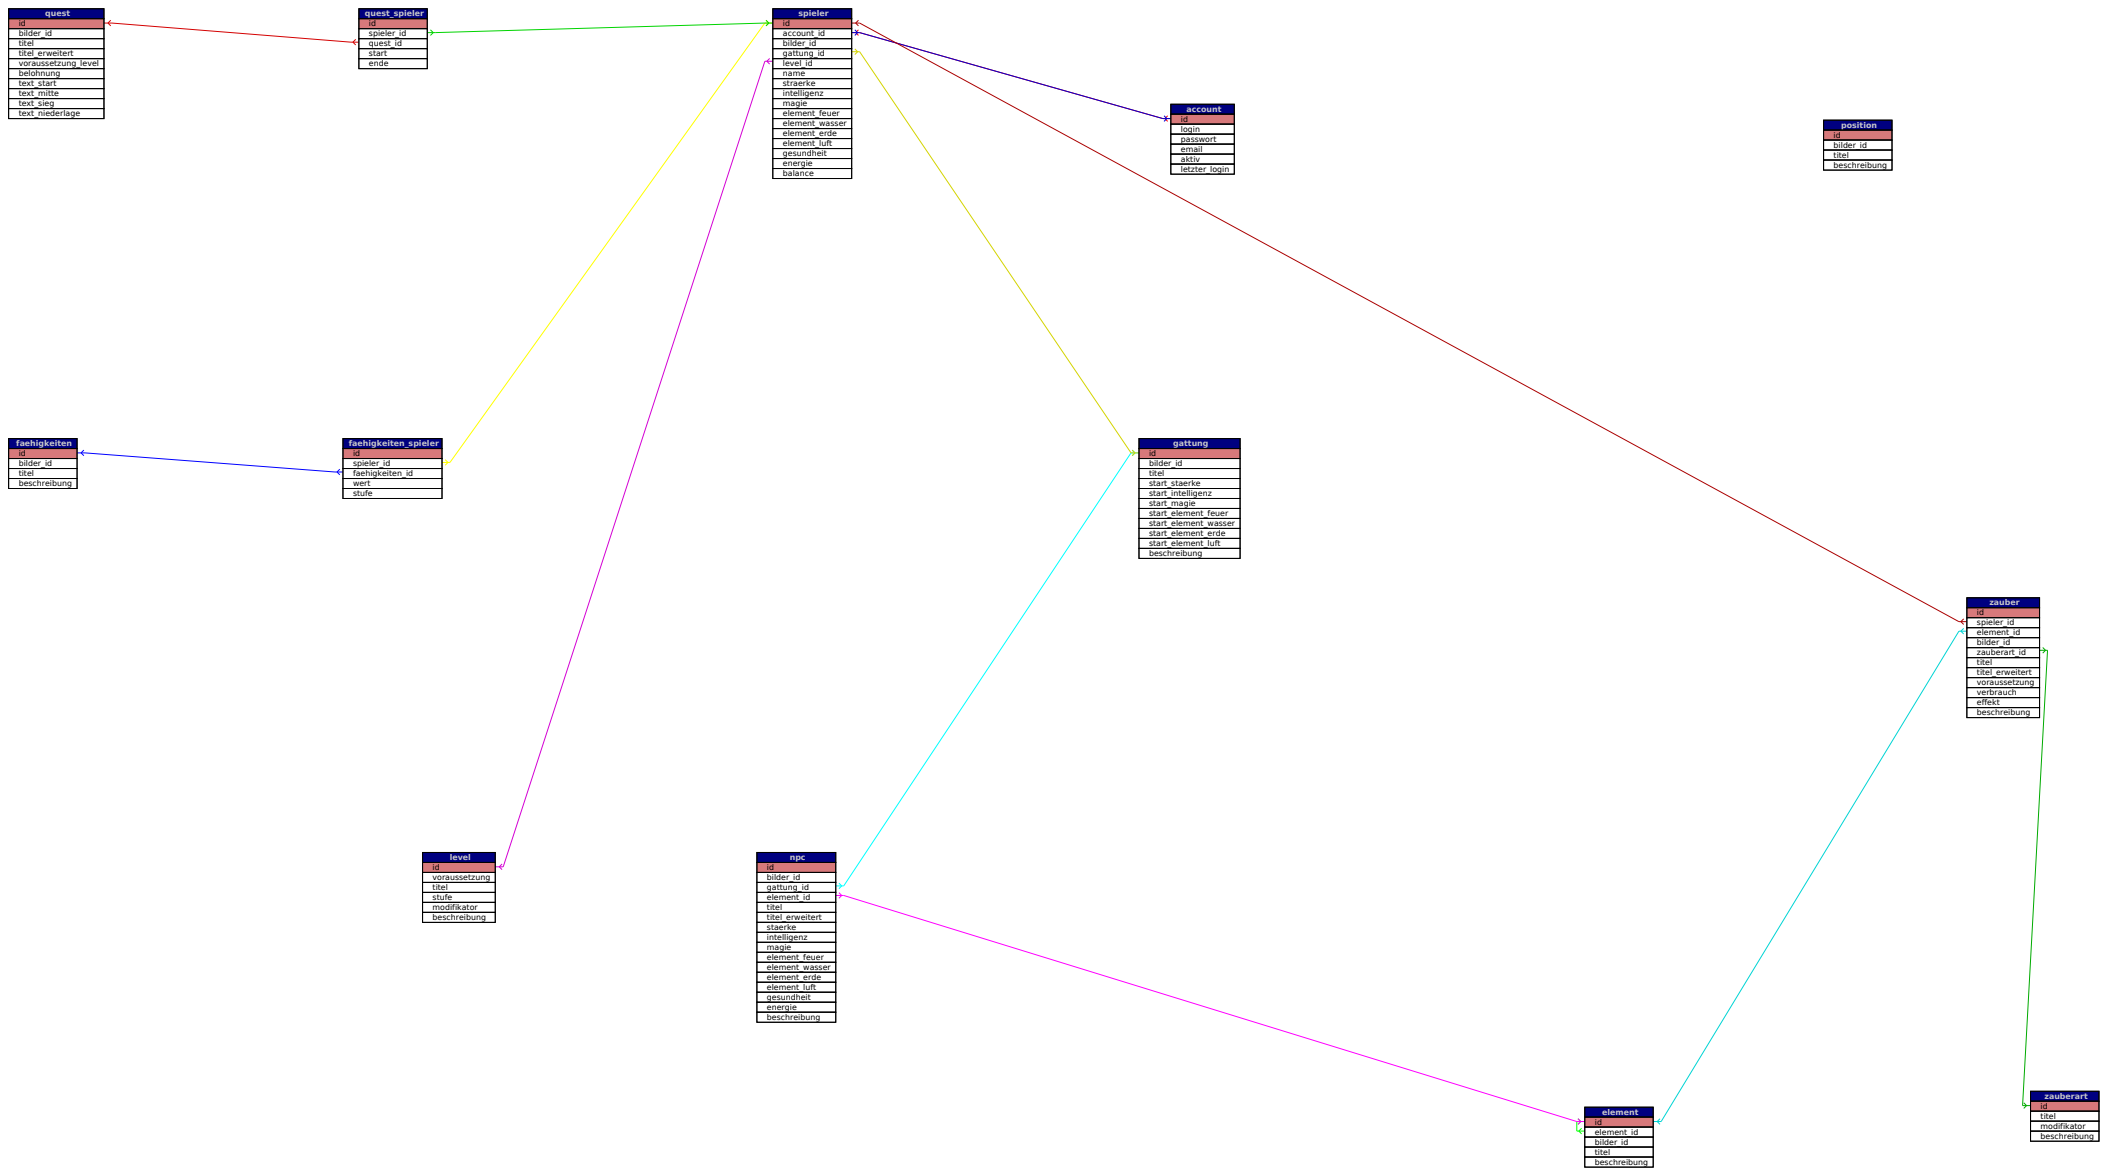 quest
id
bilder_id
titel
titel_erweitert
voraussetzung_level
belohnung
text_start
text_mitte
text_sieg
text_niederlage
quest_spieler
id
spieler_id
quest_id
start
ende
spieler
id
account_id
bilder_id
gattung_id
level_id
name
straerke
intelligenz
magie
element_feuer
element_wasser
element_erde
element_luft
gesundheit
energie
balance
account
id
login
passwort
email
aktiv
letzter_login
position
id
bilder_id
titel
beschreibung
faehigkeiten
id
bilder_id
titel
beschreibung
faehigkeiten_spieler
id
spieler_id
faehigkeiten_id
wert
stufe
gattung
id
bilder_id
titel
start_staerke
start_intelligenz
start_magie
start_element_feuer
start_element_wasser
start_element_erde
start_element_luft
beschreibung
zauber
id
spieler_id
element_id
bilder_id
zauberart_id
titel
titel_erweitert
voraussetzung
verbrauch
effekt
beschreibung
level
id
voraussetzung
titel
stufe
modifikator
beschreibung
npc
id
bilder_id
gattung_id
element_id
titel
titel_erweitert
staerke
intelligenz
magie
element_feuer
element_wasser
element_erde
element_luft
gesundheit
energie
beschreibung
element
id
element_id
bilder_id
titel
beschreibung
zauberart
id
titel
modifikator
beschreibung